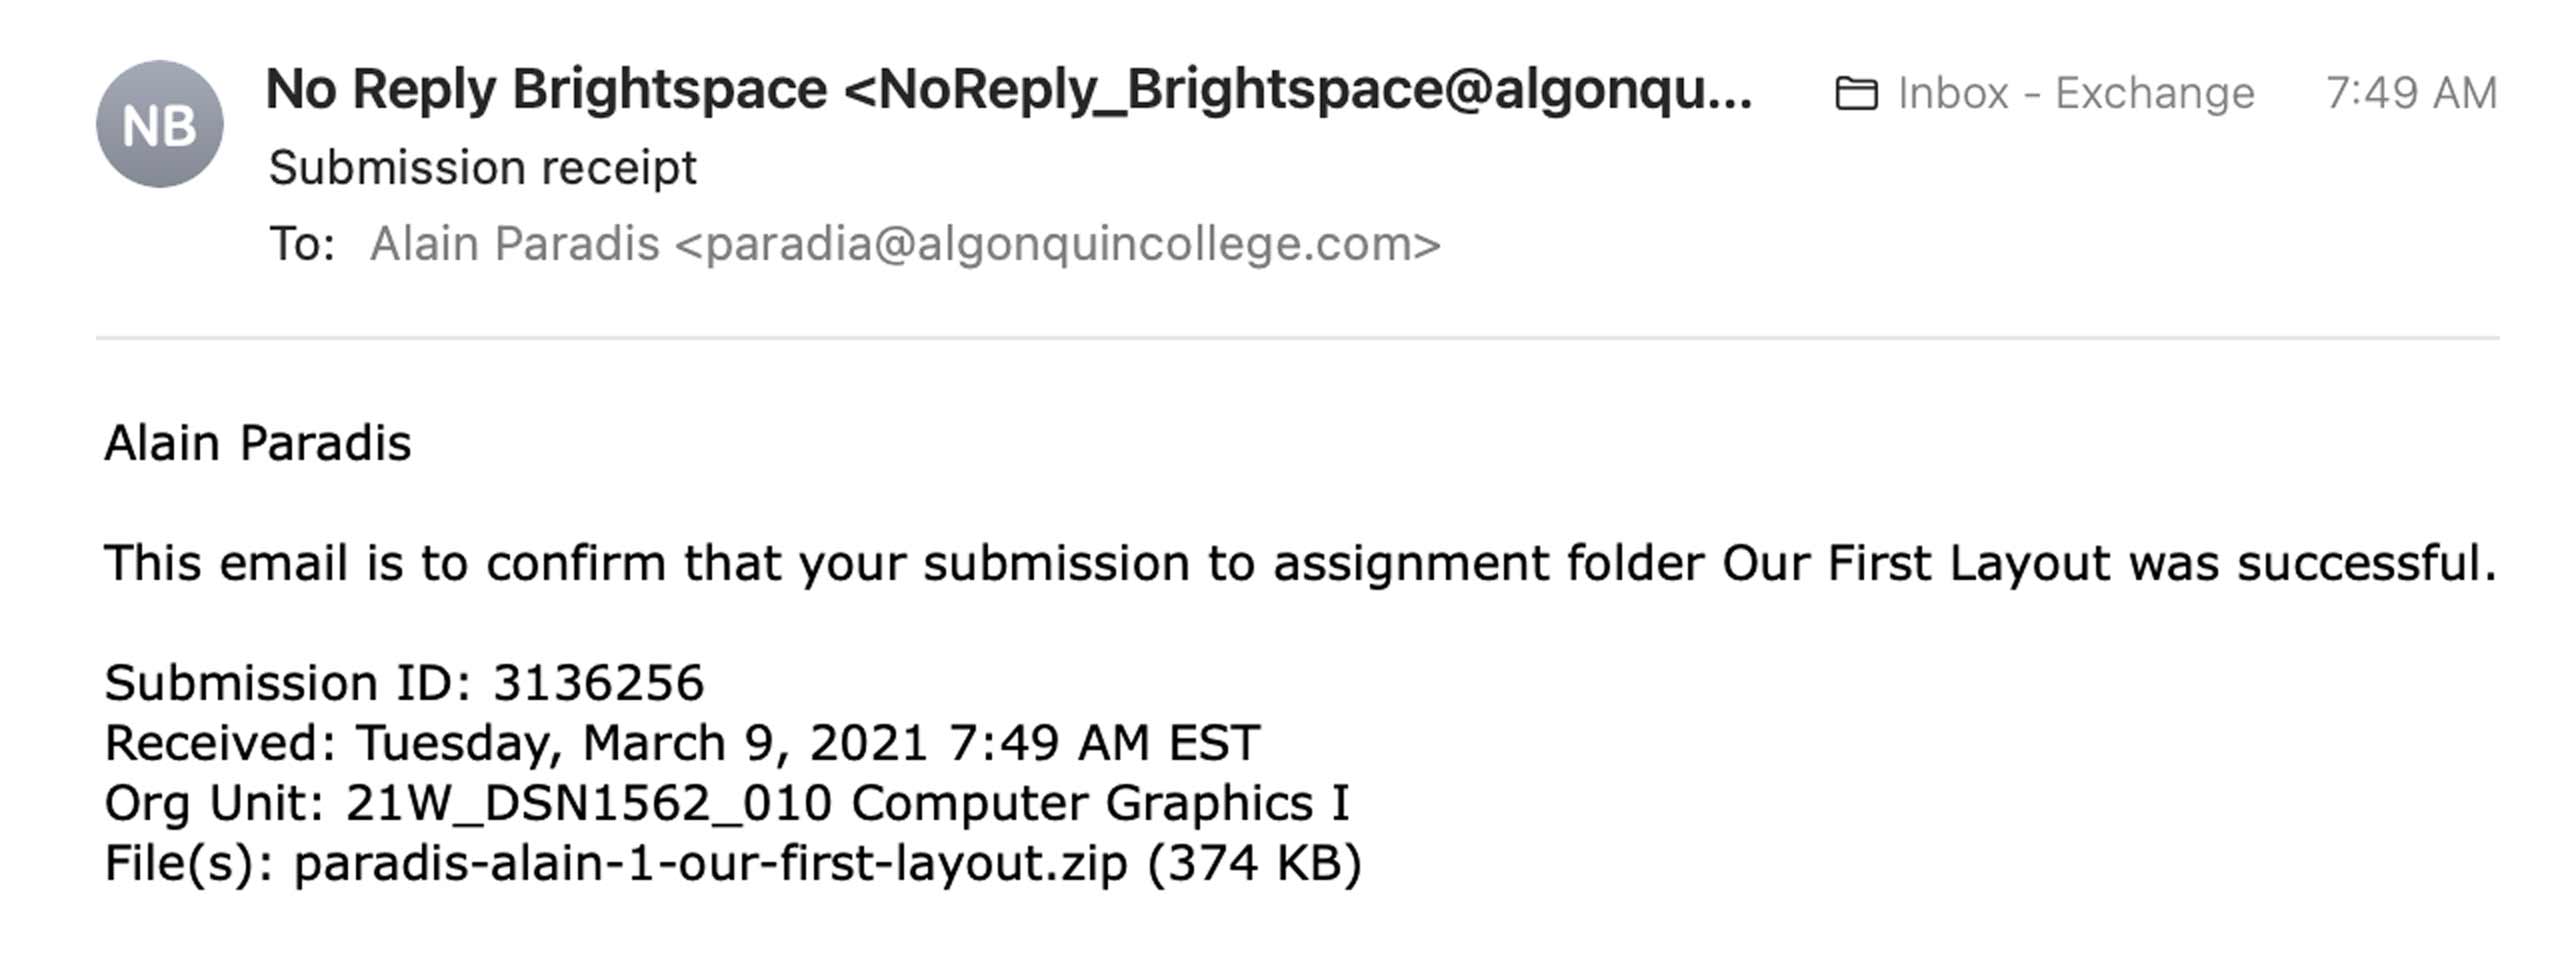 NB
No Reply Brightspace <NoReply_Brightspace@algonqu... Inbox - Exchange 7:49 AM
Submission receipt
To: Alain Paradis <paradia@algonquincollege.com>
Alain Paradis
This email is to confirm that your submission to assignment folder Our First Layout was successful.
Submission ID: 3136256
Received: Tuesday, March 9, 2021 7:49 AM EST
Org Unit: 21W_DSN1562_010 Computer Graphics I
File(s): paradis-alain-1-our-first-layout.zip (374 KB)